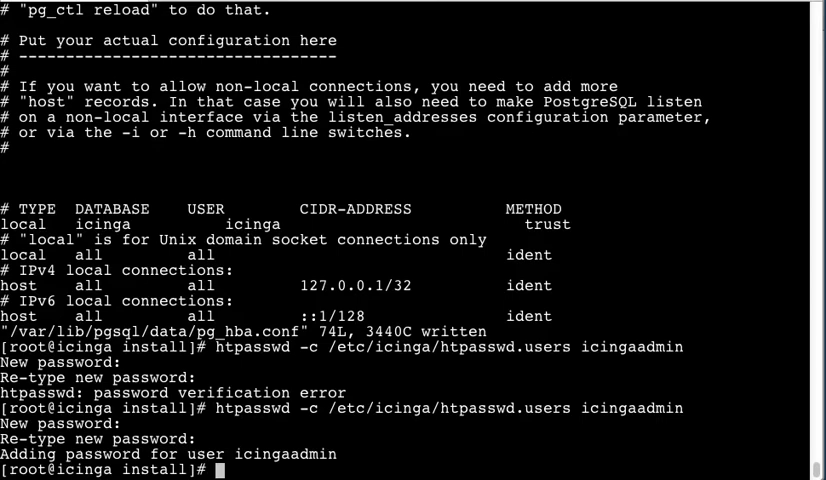 # "pg_ctl reload" to do that.
# Put your actual configuration here
# ----------------------------------
#
# If you want to allow non-local connections, you need to add more
# "host" records. In that case you will also need to make PostgreSQL listen
# on a non-local interface via the listen_addresses configuration parameter,
# or via the -i or -h command line switches.
#
# TYPE  DATABASE    USER        CIDR-ADDRESS          METHOD
local   icinga          icinga                            trust
# "local" is for Unix domain socket connections only
local   all         all                               ident
# IPv4 local connections:
host    all         all         127.0.0.1/32          ident
# IPv6 local connections:
host    all         all         ::1/128               ident
"/var/lib/pgsql/data/pg_hba.conf" 74L, 3440C written
[root@icinga install]# htpasswd -c /etc/icinga/htpasswd.users icingaadmin
New password:
Re-type new password:
htpasswd: password verification error
[root@icinga install]# htpasswd -c /etc/icinga/htpasswd.users icingaadmin
New password:
Re-type new password:
Adding password for user icingaadmin
[root@icinga install]#